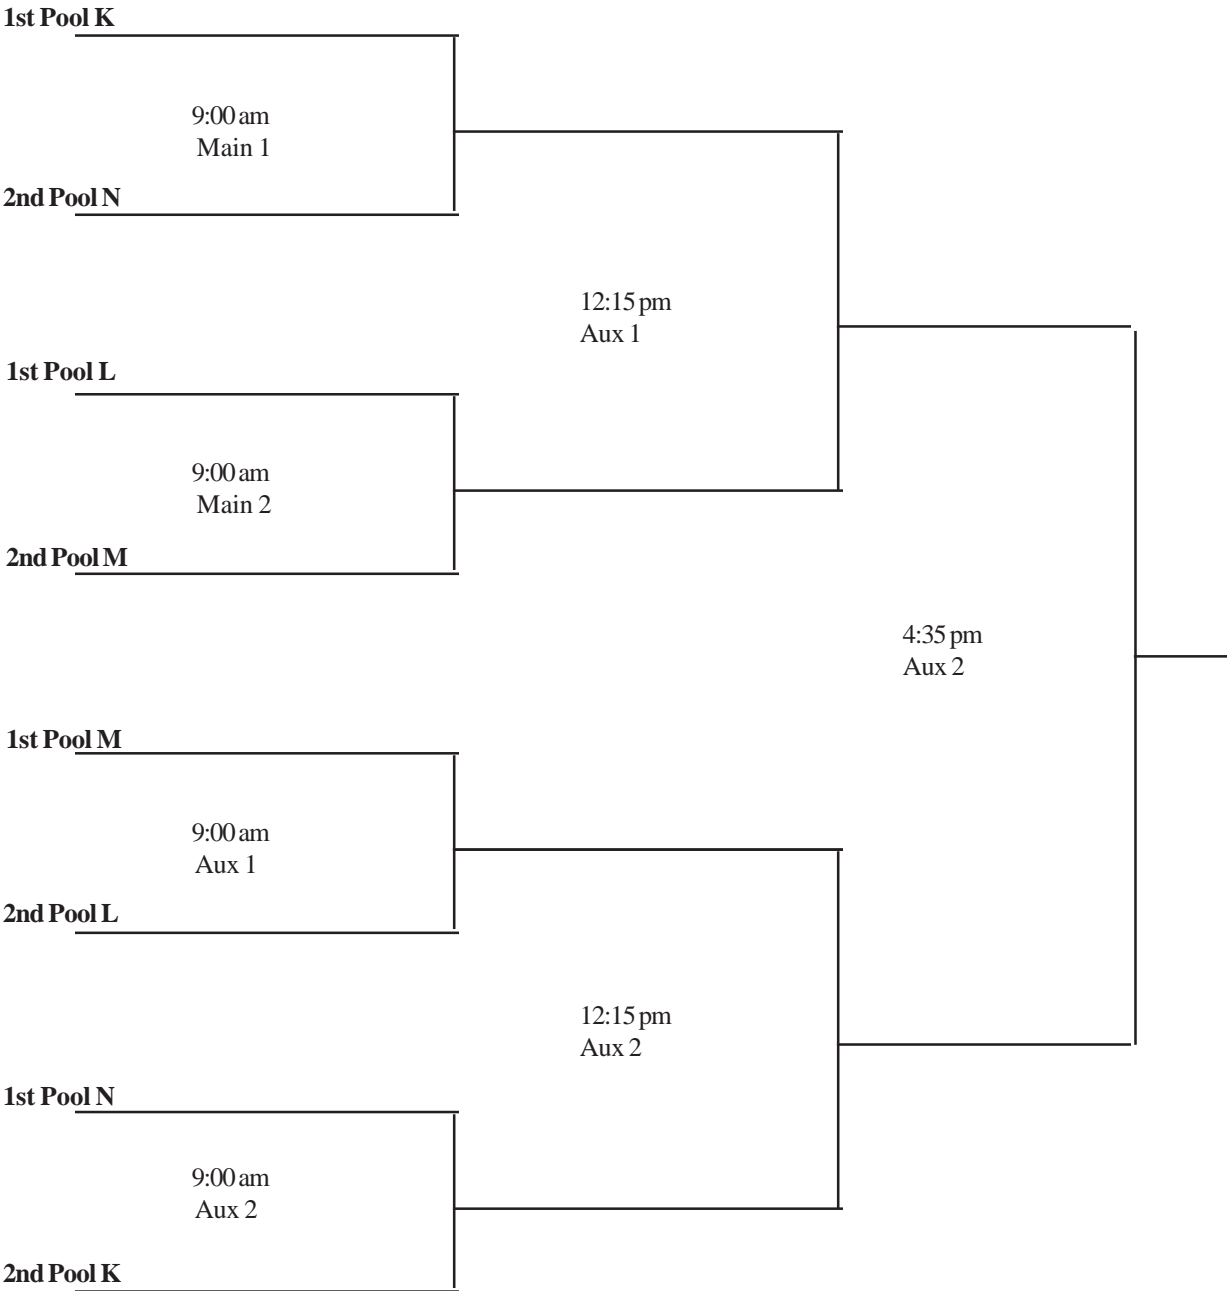 1st Pool K
9:00 am
Main 1
2nd Pool N
12:15 pm
Aux 1
1st Pool L
9:00 am
Main 2
2nd Pool M
4:35 pm
Aux 2
1st Pool M
9:00 am
Aux 1
2nd Pool L
12:15 pm
Aux 2
1st Pool N
9:00 am
Aux 2
2nd Pool K